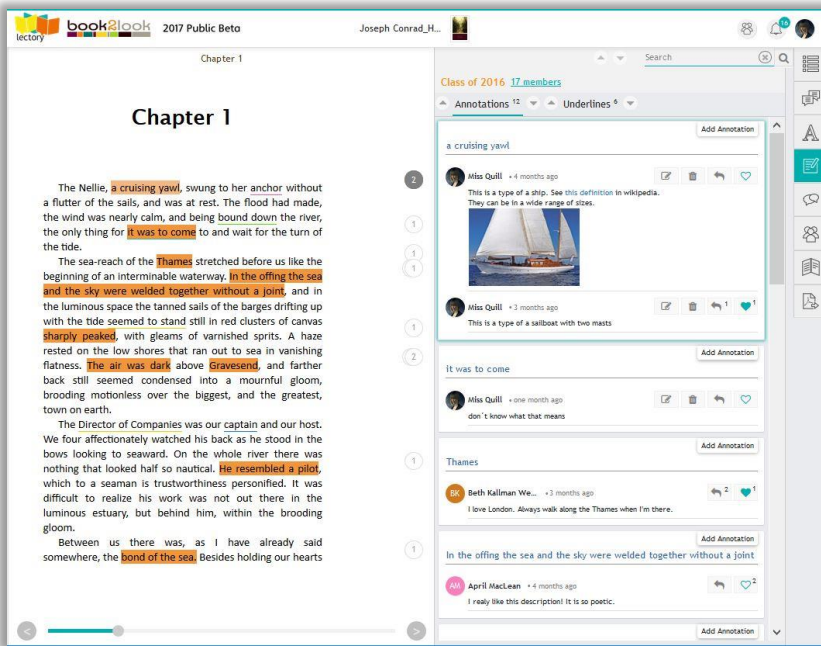 lectory
book2look
2017 Public Beta
Joseph Conrad_H...
16
Chapter 1
Chapter 1
The Nellie, a cruising yawl, swung to her anchor without
a flutter of the sails, and was at rest. The flood had made,
the wind was nearly calm, and being bound down the river,
the only thing for it was to come to and wait for the turn of
the tide.
The sea-reach of the Thames stretched before us like the
beginning of an interminable waterway. In the offing the sea
and the sky were welded together without a joint, and in
the luminous space the tanned sails of the barges drifting up
with the tide seemed to stand still in red clusters of canvas
sharply peaked, with gleams of varnished sprits. A haze
rested on the low shores that ran out to sea in vanishing
flatness. The air was dark above Gravesend, and farther
back still seemed condensed into a mournful gloom,
brooding motionless over the biggest, and the greatest,
town on earth.
The Director of Companies was our captain and our host.
We four affectionately watched his back as he stood in the
bows looking to seaward. On the whole river there was
nothing that looked half so nautical. He resembled a pilot,
which to a seaman is trustworthiness personified. It was
difficult to realize his work was not out there in the
luminous estuary, but behind him, within the brooding
gloom.
Between us there was, as I have already said
somewhere, the bond of the sea. Besides holding our hearts
2
1
1
1
1
2
1
1
<
>
Search
Class of 2016 17 members
Annotations 12 Underlines 6
Add Annotation
a cruising yawl
Miss Quill • 4 months ago
This is a type of a ship. See this definition in wikipedia.
They can be in a wide range of sizes.
Miss Quill • 3 months ago 1 1
This is a type of a sailboat with two masts
Add Annotation
it was to come
Miss Quill • one month ago
don´t know what that means
Add Annotation
Thames
BK Beth Kallman We... • 3 months ago 2 1
I love London. Always walk along the Thames when I'm there.
Add Annotation
In the offing the sea and the sky were welded together without a joint
AM April MacLean • 4 months ago 2
I realy like this description! It is so poetic.
Add Annotation